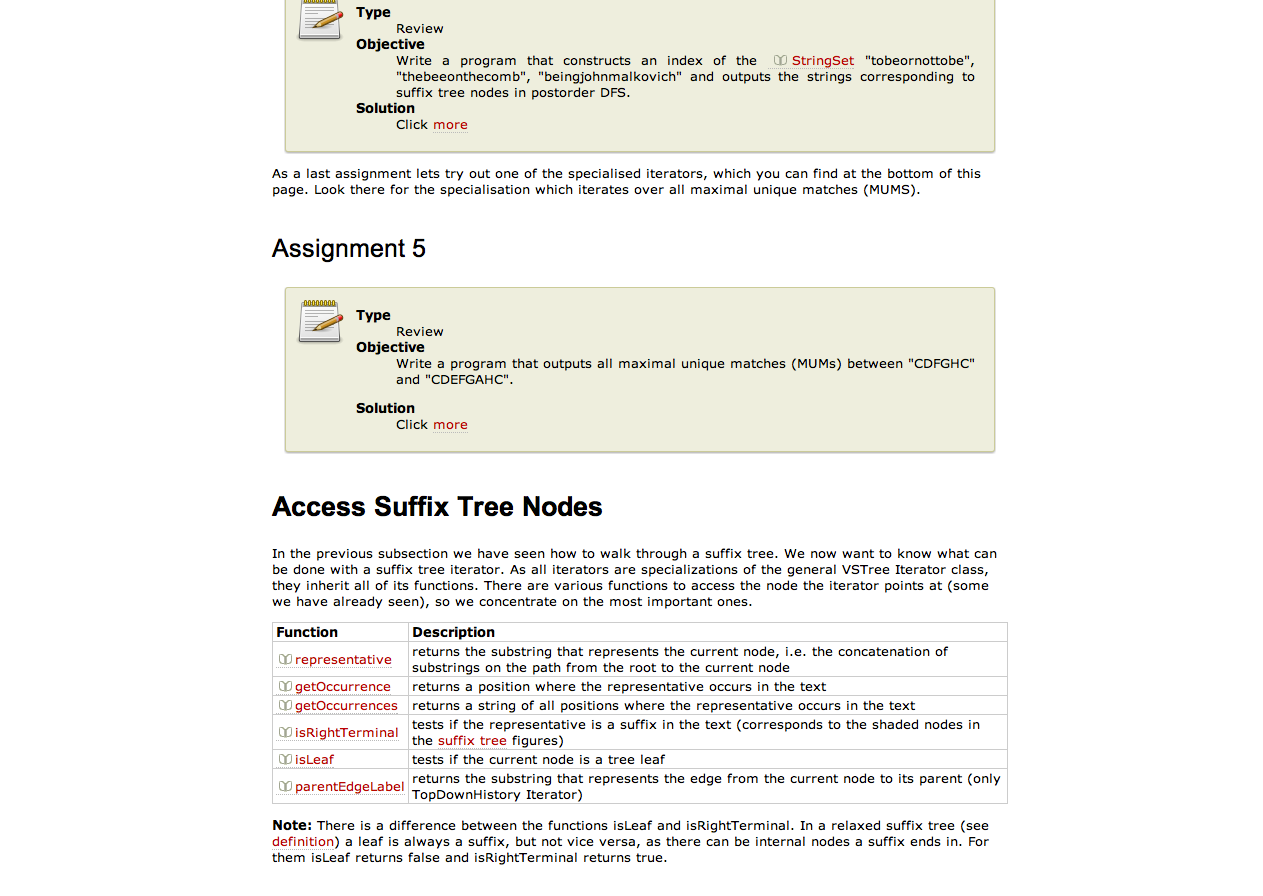 Type
Review
Objective
Write a program that constructs an index of the StringSet "tobeornottobe",
"thebeeonthecomb", "beingjohnmalkovich" and outputs the strings corresponding to
suffix tree nodes in postorder DFS.
Solution
Click more
As a last assignment lets try out one of the specialised iterators, which you can find at the bottom of this
page. Look there for the specialisation which iterates over all maximal unique matches (MUMS).
Assignment 5
Type
Review
Objective
Write a program that outputs all maximal unique matches (MUMs) between "CDFGHC"
and "CDEFGAHC".
Solution
Click more
Access Suffix Tree Nodes
In the previous subsection we have seen how to walk through a suffix tree. We now want to know what can
be done with a suffix tree iterator. As all iterators are specializations of the general VSTree Iterator class,
they inherit all of its functions. There are various functions to access the node the iterator points at (some
we have already seen), so we concentrate on the most important ones.
Function Description
representative returns the substring that represents the current node, i.e. the concatenation of
substrings on the path from the root to the current node
getOccurrence returns a position where the representative occurs in the text
getOccurrences returns a string of all positions where the representative occurs in the text
isRightTerminal tests if the representative is a suffix in the text (corresponds to the shaded nodes in
the suffix tree figures)
isLeaf tests if the current node is a tree leaf
parentEdgeLabel returns the substring that represents the edge from the current node to its parent (only
TopDownHistory Iterator)
Note: There is a difference between the functions isLeaf and isRightTerminal. In a relaxed suffix tree (see
definition) a leaf is always a suffix, but not vice versa, as there can be internal nodes a suffix ends in. For
them isLeaf returns false and isRightTerminal returns true.